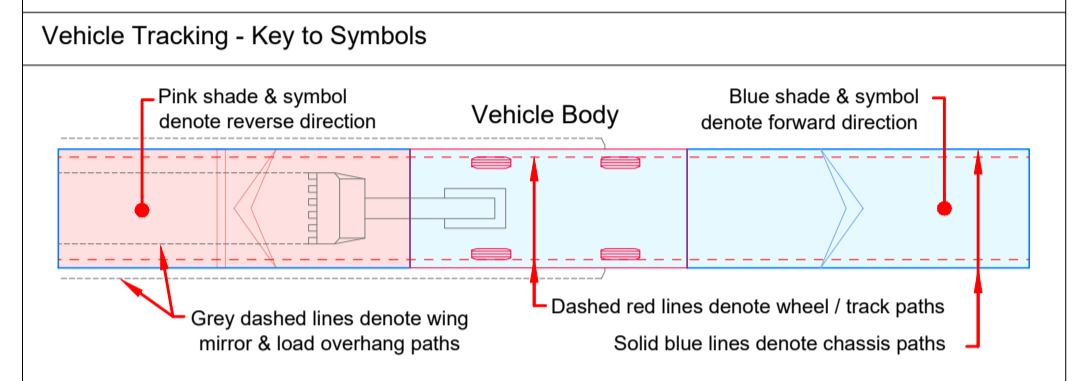 Vehicle Tracking - Key to Symbols
Pink shade & symbol
denote reverse direction
Vehicle Body
Blue shade & symbol
denote forward direction
Dashed red lines denote wheel / track paths
Grey dashed lines denote wing
mirror & load overhang paths
Solid blue lines denote chassis paths